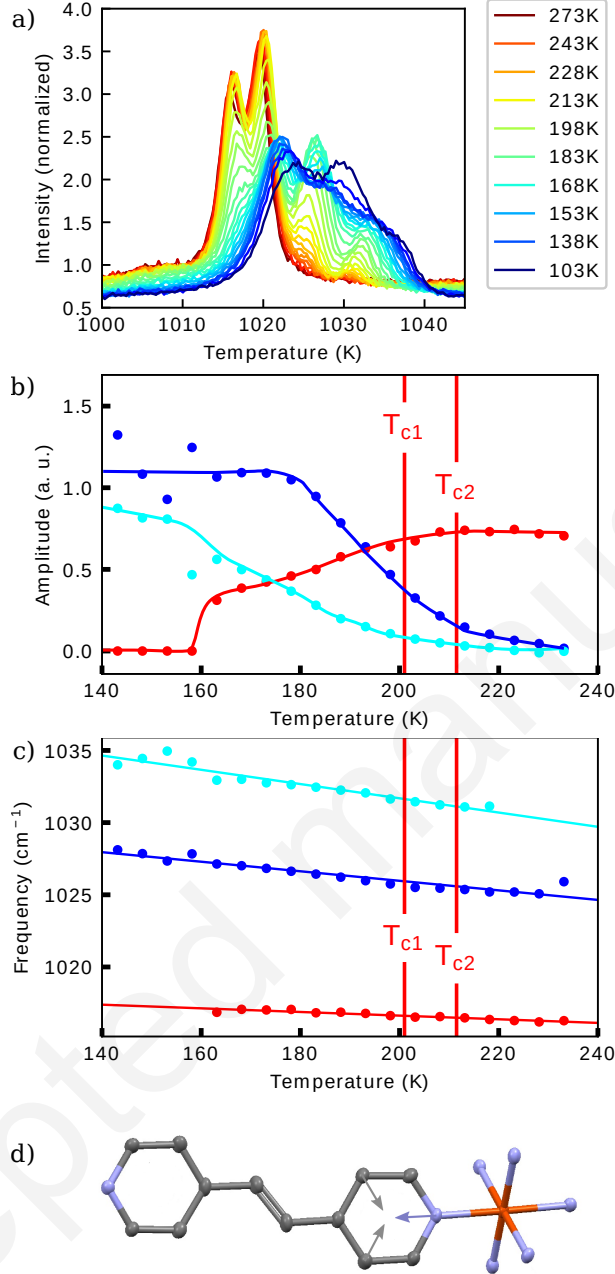 a)
4.0
3.5
3.0
2.5
2.0
1.5
1.0
0.5
Intensity (normalized)
1000 1010 1020 1030 1040
Temperature (K)
273K
243K
228K
213K
198K
183K
168K
153K
138K
103K
b)
1.5
1.0
0.5
0.0
Amplitude (a. u.)
Tc1
Tc2
140 160 180 200 220 240
Temperature (K)
c)
1035
1030
1025
1020
Frequency (cm−1)
Tc1
Tc2
140 160 180 200 220 240
Temperature (K)
d)
epted manu